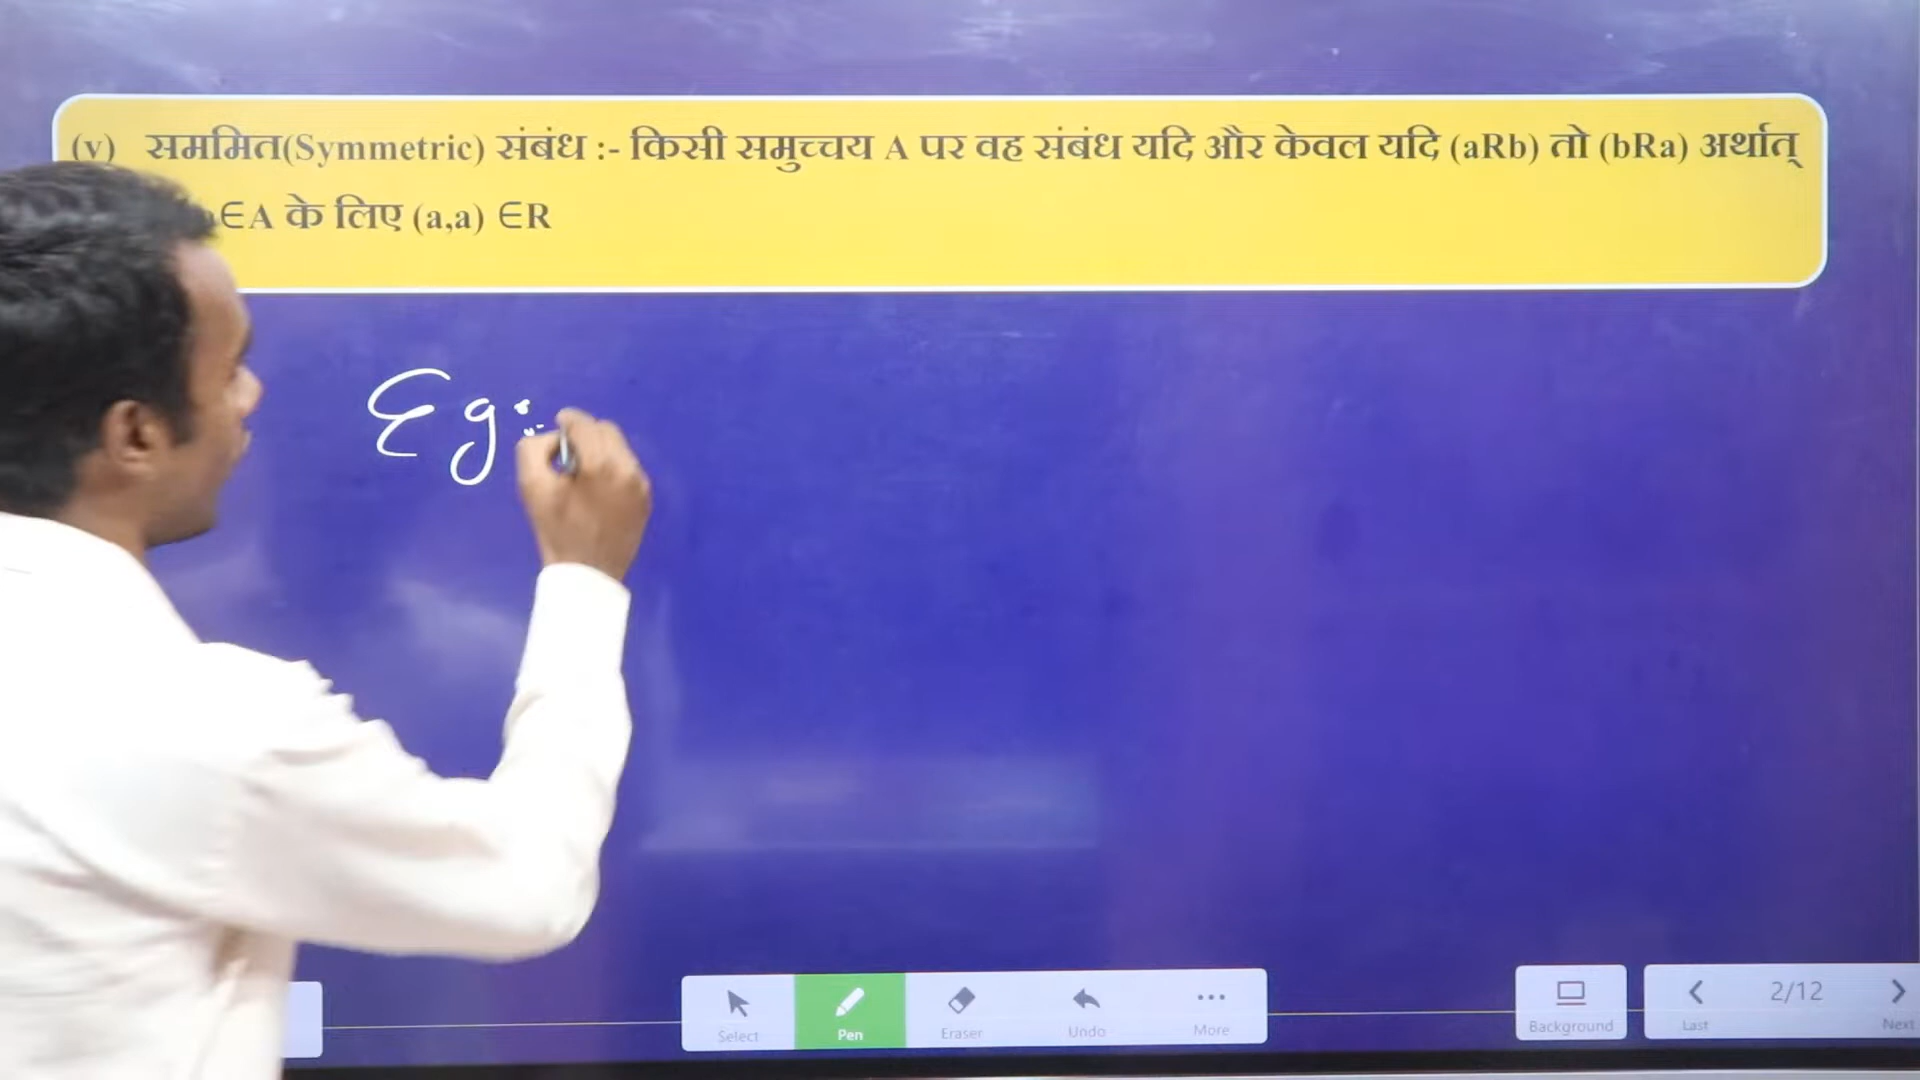 (v) सममित(Symmetric) संबंध :- किसी समुच्चय A पर वह संबंध यदि और केवल यदि (aRb) तो (bRa) अर्थात्
∈A के लिए (a,a) ∈R
Eg:
Select
Pen
Eraser
Undo
More
Background
Last
2/12
Next